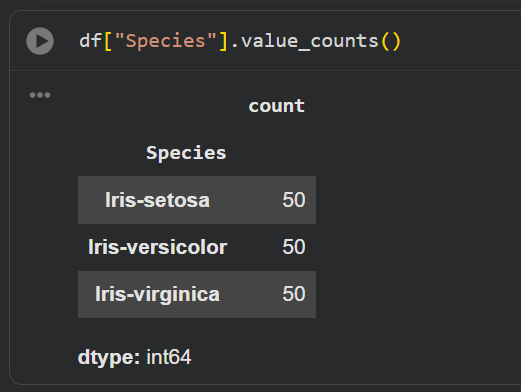 df["Species"].value_counts()
count
Species
Iris-setosa 50
Iris-versicolor 50
Iris-virginica 50
dtype: int64